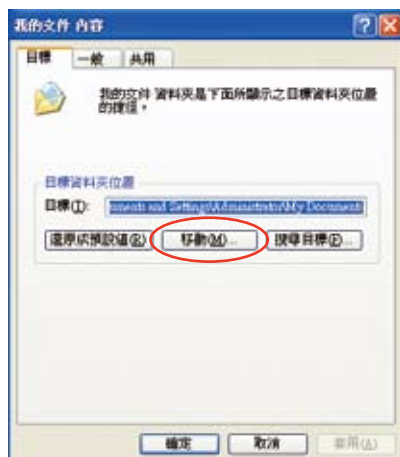 我的文件 內容
目標 一般 共用
我的文件 資料夾是下面所顯示之目標資料夾位置
的捷徑。
目標資料夾位置
目標(T): uments and Settings\Administrator\My Documents
還原成預設值(R) 移動(M)... 搜尋目標(F)...
確定 取消 套用(A)